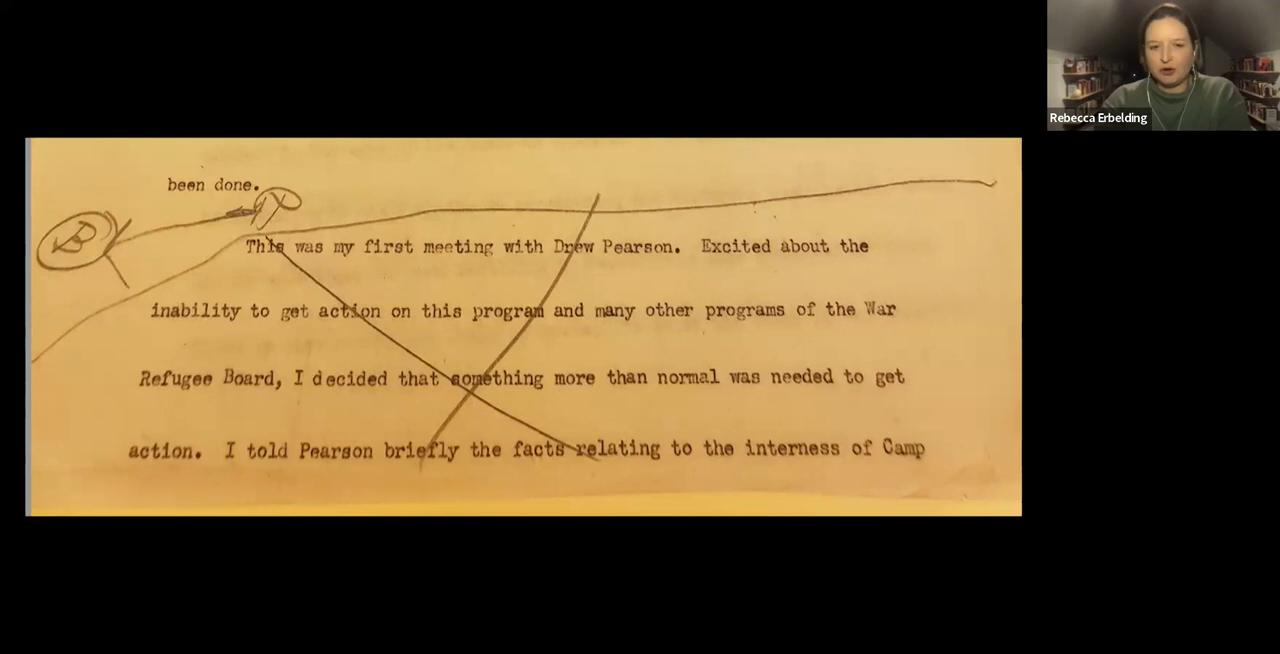 Rebecca Erbelding
been done.
This was my first meeting with Drew Pearson. Excited about the
inability to get action on this program and many other programs of the War
Refugee Board, I decided that something more than normal was needed to get
action. I told Pearson briefly the facts relating to the interness of Camp